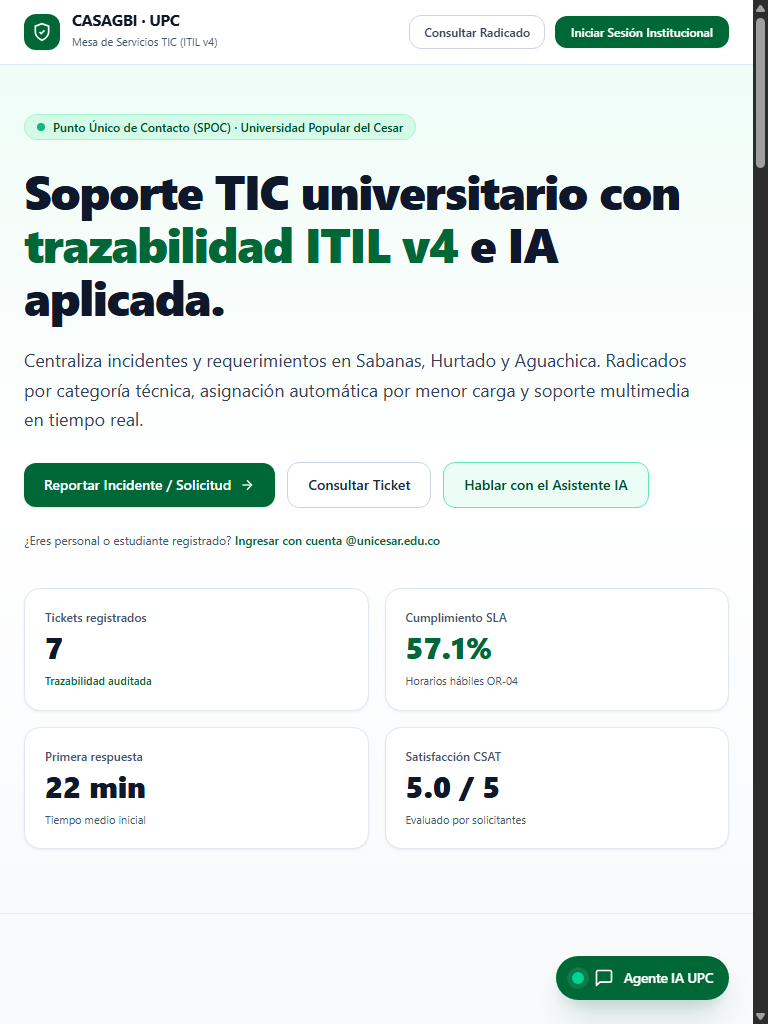 CASAGBI · UPC
Mesa de Servicios TIC (ITIL v4)
Consultar Radicado
Iniciar Sesión Institucional
Punto Único de Contacto (SPOC) · Universidad Popular del Cesar
Soporte TIC universitario con
trazabilidad ITIL v4 e IA
aplicada.
Centraliza incidentes y requerimientos en Sabanas, Hurtado y Aguachica. Radicados
por categoría técnica, asignación automática por menor carga y soporte multimedia
en tiempo real.
Reportar Incidente / Solicitud →
Consultar Ticket
Hablar con el Asistente IA
¿Eres personal o estudiante registrado? Ingresar con cuenta @unicesar.edu.co
Tickets registrados
7
Trazabilidad auditada
Cumplimiento SLA
57.1%
Horarios hábiles OR-04
Primera respuesta
22 min
Tiempo medio inicial
Satisfacción CSAT
5.0 / 5
Evaluado por solicitantes
Agente IA UPC